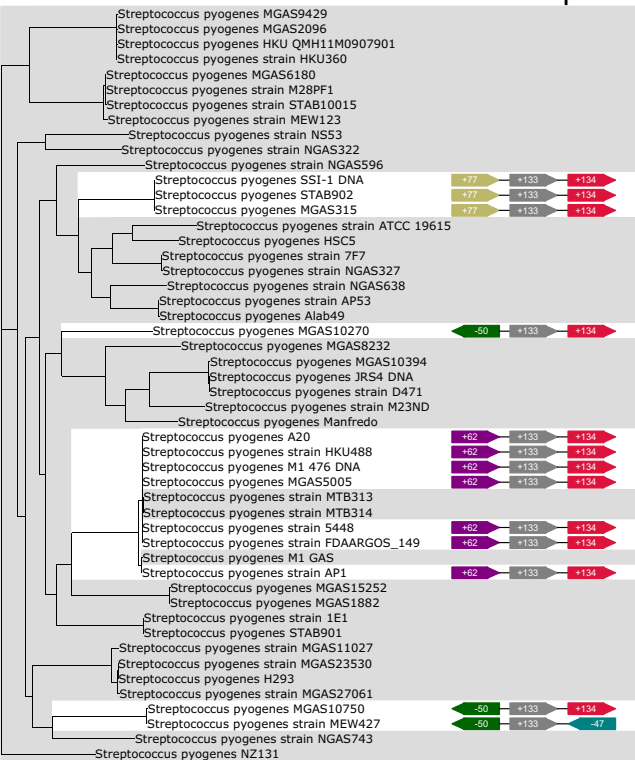 Streptococcus pyogenes MGAS9429
Streptococcus pyogenes MGAS2096
Streptococcus pyogenes HKU QMH11M0907901
Streptococcus pyogenes strain HKU360
Streptococcus pyogenes MGAS6180
Streptococcus pyogenes strain M28PF1
Streptococcus pyogenes STAB10015
Streptococcus pyogenes strain MEW123
Streptococcus pyogenes strain NS53
Streptococcus pyogenes strain NGAS322
Streptococcus pyogenes strain NGAS596
Streptococcus pyogenes SSI-1 DNA +77 +133 +134
Streptococcus pyogenes STAB902 +77 +133 +134
Streptococcus pyogenes MGAS315 +77 +133 +134
Streptococcus pyogenes strain ATCC 19615
Streptococcus pyogenes HSC5
Streptococcus pyogenes strain 7F7
Streptococcus pyogenes strain NGAS327
Streptococcus pyogenes strain NGAS638
Streptococcus pyogenes strain AP53
Streptococcus pyogenes Alab49
Streptococcus pyogenes MGAS10270 -50 +133 +134
Streptococcus pyogenes MGAS8232
Streptococcus pyogenes MGAS10394
Streptococcus pyogenes JRS4 DNA
Streptococcus pyogenes strain D471
Streptococcus pyogenes strain M23ND
Streptococcus pyogenes Manfredo
Streptococcus pyogenes A20 +62 +133 +134
Streptococcus pyogenes strain HKU488 +62 +133 +134
Streptococcus pyogenes M1 476 DNA +62 +133 +134
Streptococcus pyogenes MGAS5005 +62 +133 +134
Streptococcus pyogenes strain MTB313
Streptococcus pyogenes strain MTB314
Streptococcus pyogenes strain 5448 +62 +133 +134
Streptococcus pyogenes strain FDAARGOS_149 +62 +133 +134
Streptococcus pyogenes M1 GAS
Streptococcus pyogenes strain AP1 +62 +133 +134
Streptococcus pyogenes MGAS15252
Streptococcus pyogenes MGAS1882
Streptococcus pyogenes strain 1E1
Streptococcus pyogenes STAB901
Streptococcus pyogenes strain MGAS11027
Streptococcus pyogenes strain MGAS23530
Streptococcus pyogenes H293
Streptococcus pyogenes strain MGAS27061
Streptococcus pyogenes MGAS10750 -50 +133 +134
Streptococcus pyogenes strain MEW427 -50 +133 -47
Streptococcus pyogenes strain NGAS743
Streptococcus pyogenes NZ131